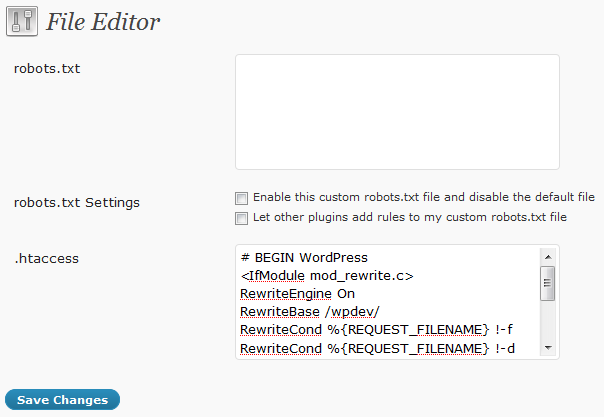 File Editor
robots.txt
robots.txt Settings
Enable this custom robots.txt file and disable the default file
Let other plugins add rules to my custom robots.txt file
.htaccess
# BEGIN WordPress
<IfModule mod_rewrite.c>
RewriteEngine On
RewriteBase /wpdev/
RewriteCond %{REQUEST_FILENAME} !-f
RewriteCond %{REQUEST_FILENAME} !-d
Save Changes